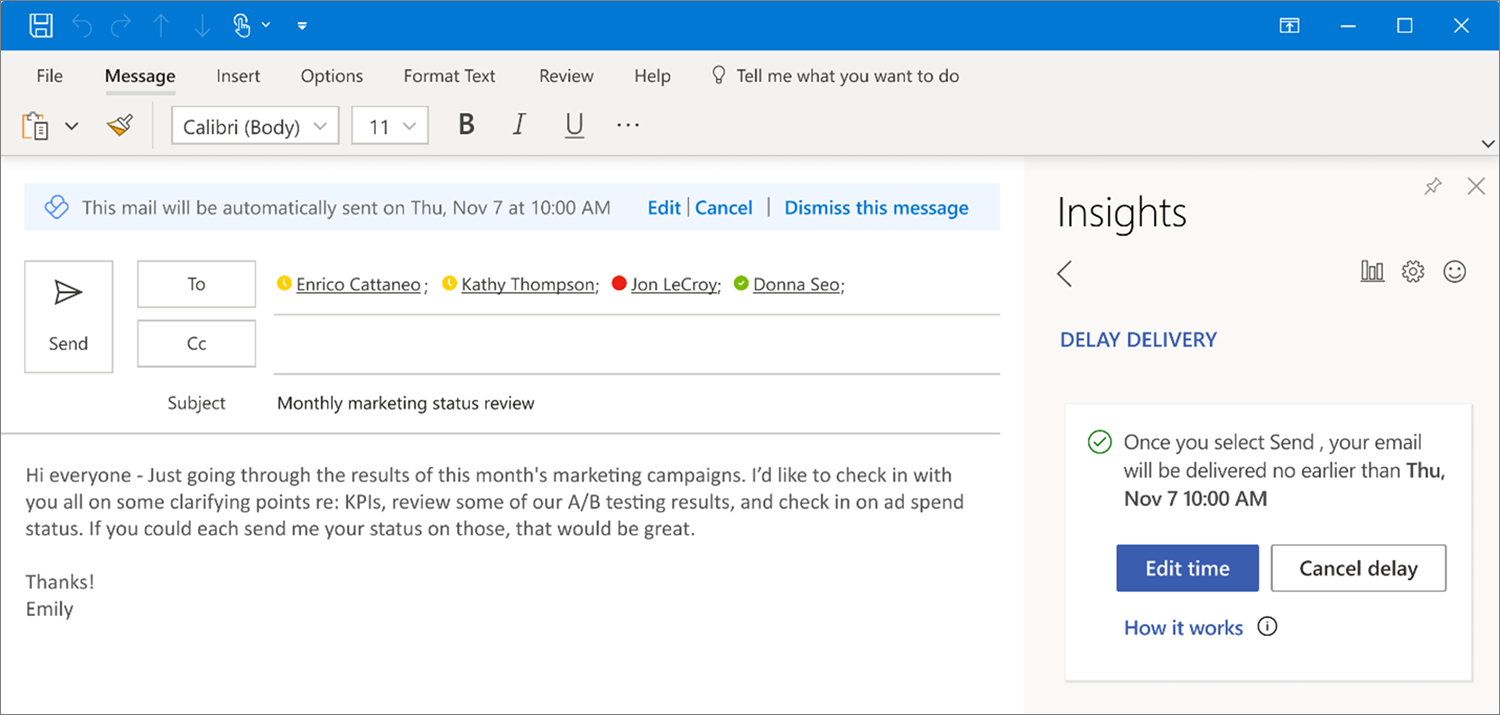 File Message Insert Options Format Text Review Help Tell me what you want to do
Calibri (Body) 11 B I U ...
This mail will be automatically sent on Thu, Nov 7 at 10:00 AM Edit | Cancel | Dismiss this message
Send
To Enrico Cattaneo; Kathy Thompson; Jon LeCroy; Donna Seo;
Cc
Subject Monthly marketing status review
Hi everyone - Just going through the results of this month's marketing campaigns. I’d like to check in with
you all on some clarifying points re: KPIs, review some of our A/B testing results, and check in on ad spend
status. If you could each send me your status on those, that would be great.
Thanks!
Emily
Insights
DELAY DELIVERY
Once you select Send , your email
will be delivered no earlier than Thu,
Nov 7 10:00 AM
Edit time Cancel delay
How it works